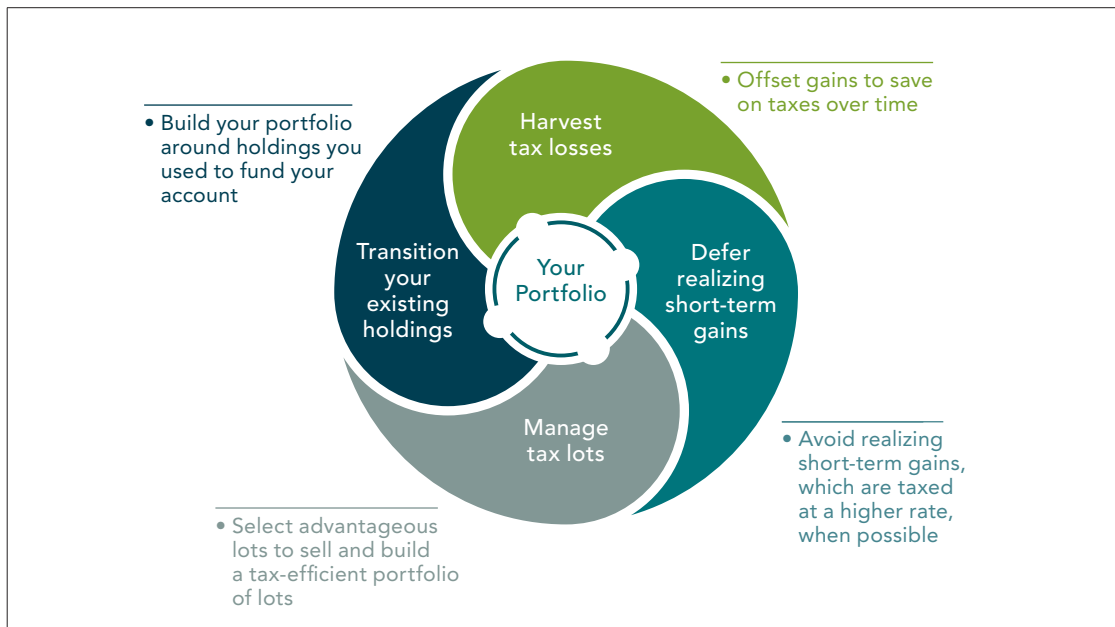 Harvest
tax losses
• Offset gains to save
on taxes over time
Defer
realizing
short-term
gains
• Avoid realizing
short-term gains,
which are taxed
at a higher rate,
when possible
Manage
tax lots
• Select advantageous
lots to sell and build
a tax-efficient portfolio
of lots
Transition
your
existing
holdings
• Build your portfolio
around holdings you
used to fund your
account
Your
Portfolio